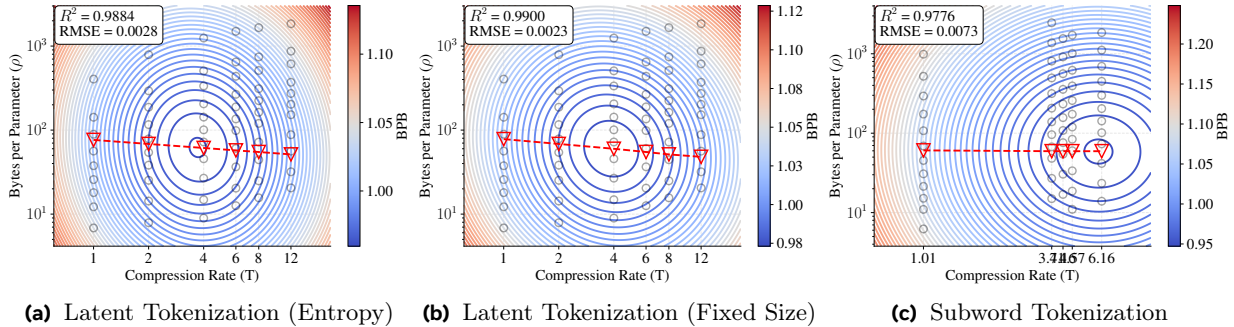 R² = 0.9884
RMSE = 0.0028
10³
10²
10¹
Bytes per Parameter (ρ)
1 2 4 6 8 12
Compression Rate (T)
1.10
1.05
1.00
BPB
(a) Latent Tokenization (Entropy)
R² = 0.9900
RMSE = 0.0023
10³
10²
10¹
Bytes per Parameter (ρ)
1 2 4 6 8 12
Compression Rate (T)
1.12
1.10
1.08
1.06
1.04
1.02
1.00
0.98
BPB
(b) Latent Tokenization (Fixed Size)
R² = 0.9776
RMSE = 0.0073
10³
10²
10¹
Bytes per Parameter (ρ)
1.01 6.16
Compression Rate (T)
1.20
1.15
1.10
1.05
1.00
0.95
BPB
(c) Subword Tokenization